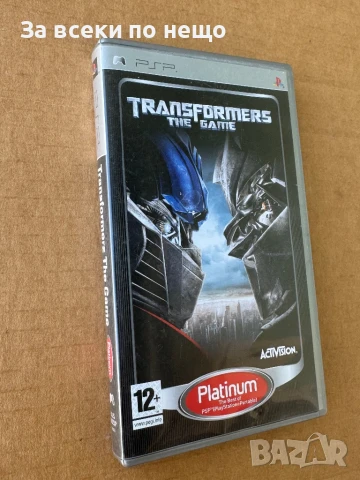 За всеки по нещо
PSP
TRANSFORMERS
THE GAME
Transformers The Game
ACTIVISION
12+
www.pegi.info
Platinum
The Best of
PSP (PlayStation Portable)
BAZAR